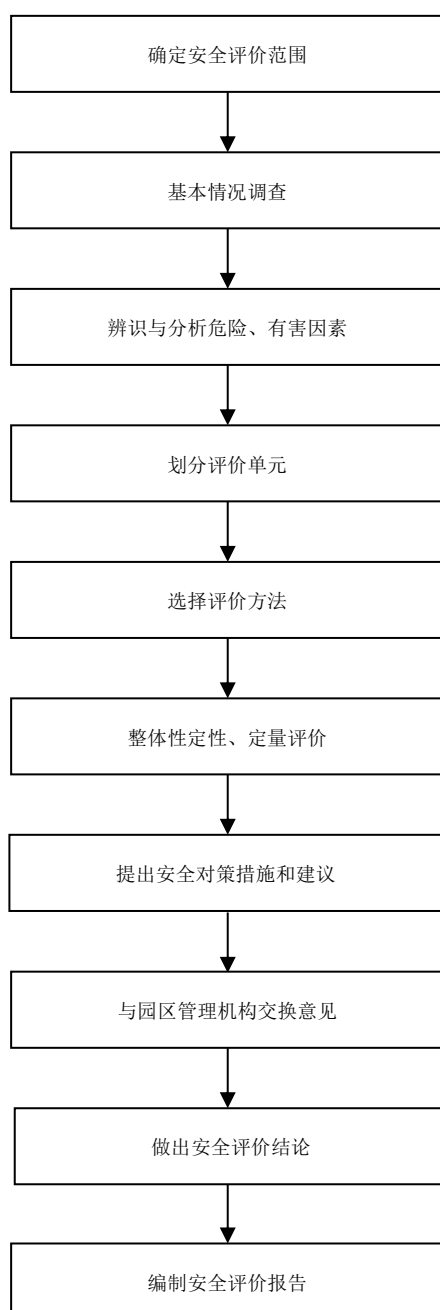 确定安全评价范围
基本情况调查
辨识与分析危险、有害因素
划分评价单元
选择评价方法
整体性定性、定量评价
提出安全对策措施和建议
与园区管理机构交换意见
做出安全评价结论
编制安全评价报告